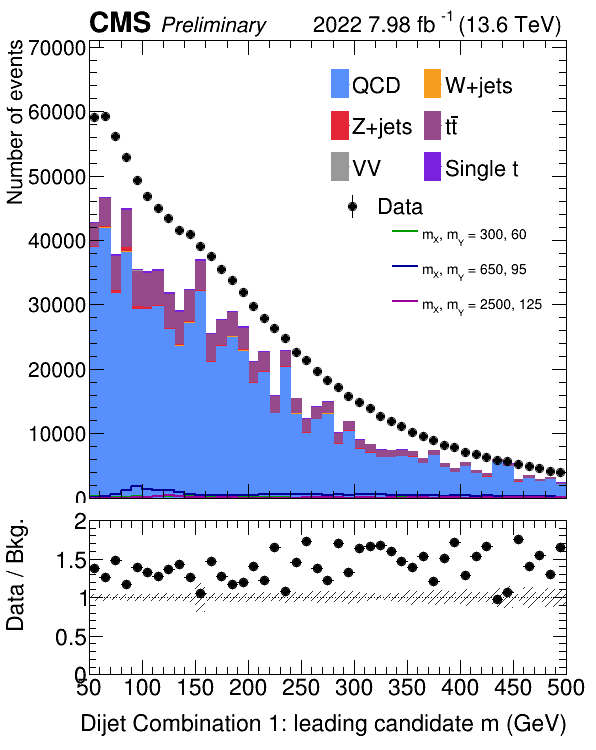 CMS Preliminary 2022 7.98 fb -1 (13.6 TeV)
Number of events
70000
60000
50000
40000
30000
20000
10000
0
QCD W+jets
Z+jets tt̄
VV Single t
Data
mX, mY = 300, 60
mX, mY = 650, 95
mX, mY = 2500, 125
Data / Bkg.
2
1.5
1
0.5
0
50 100 150 200 250 300 350 400 450 500
Dijet Combination 1: leading candidate m (GeV)